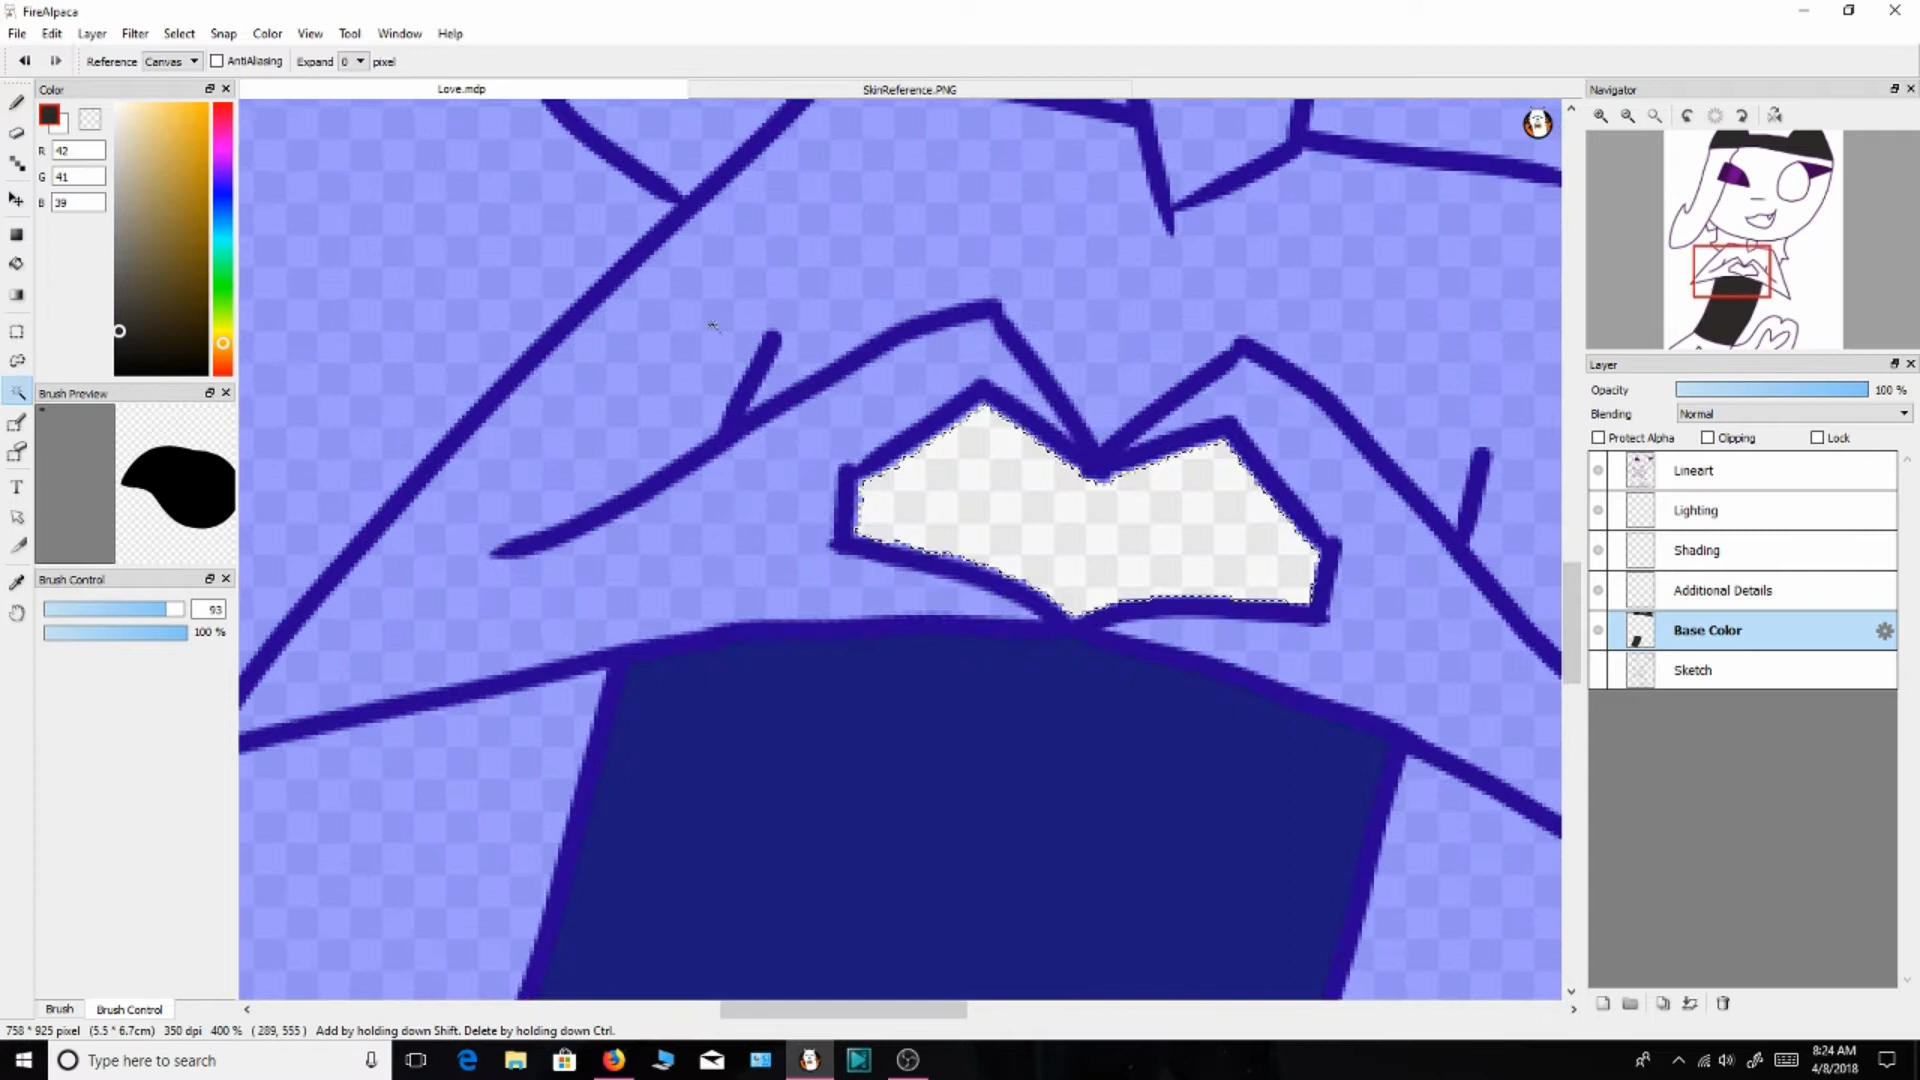 FireAlpaca
File Edit Layer Filter Select Snap Color View Tool Window Help
Reference Canvas AntiAliasing Expand 0 pixel
Color
Love.mdp
SkinReference.PNG
Navigator
R 42
G 41
B 39
Brush Preview
Brush Control
93
100 %
Brush
Brush Control
Layer
Opacity 100 %
Blending Normal
Protect Alpha Clipping Lock
Lineart
Lighting
Shading
Additional Details
Base Color
Sketch
758 * 925 pixel (5.5 * 6.7cm) 350 dpi 400 % ( 289, 555 ) Add by holding down Shift. Delete by holding down Ctrl.
Type here to search
8:24 AM
4/8/2018